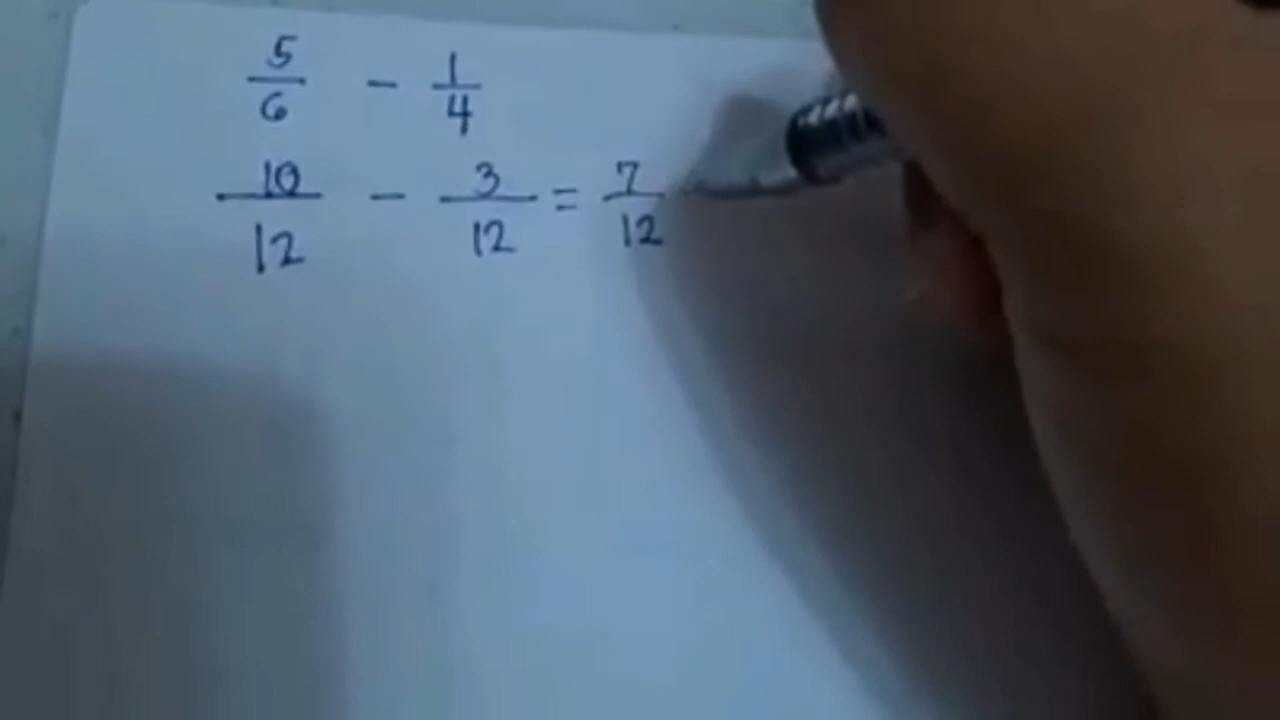 5/6 - 1/4
10/12 - 3/12 = 7/12